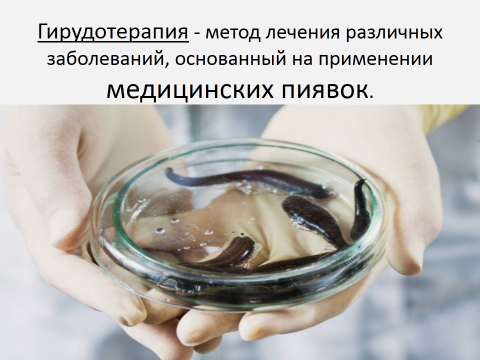 Гирудотерапия - метод лечения различных
заболеваний, основанный на применении
медицинских пиявок.